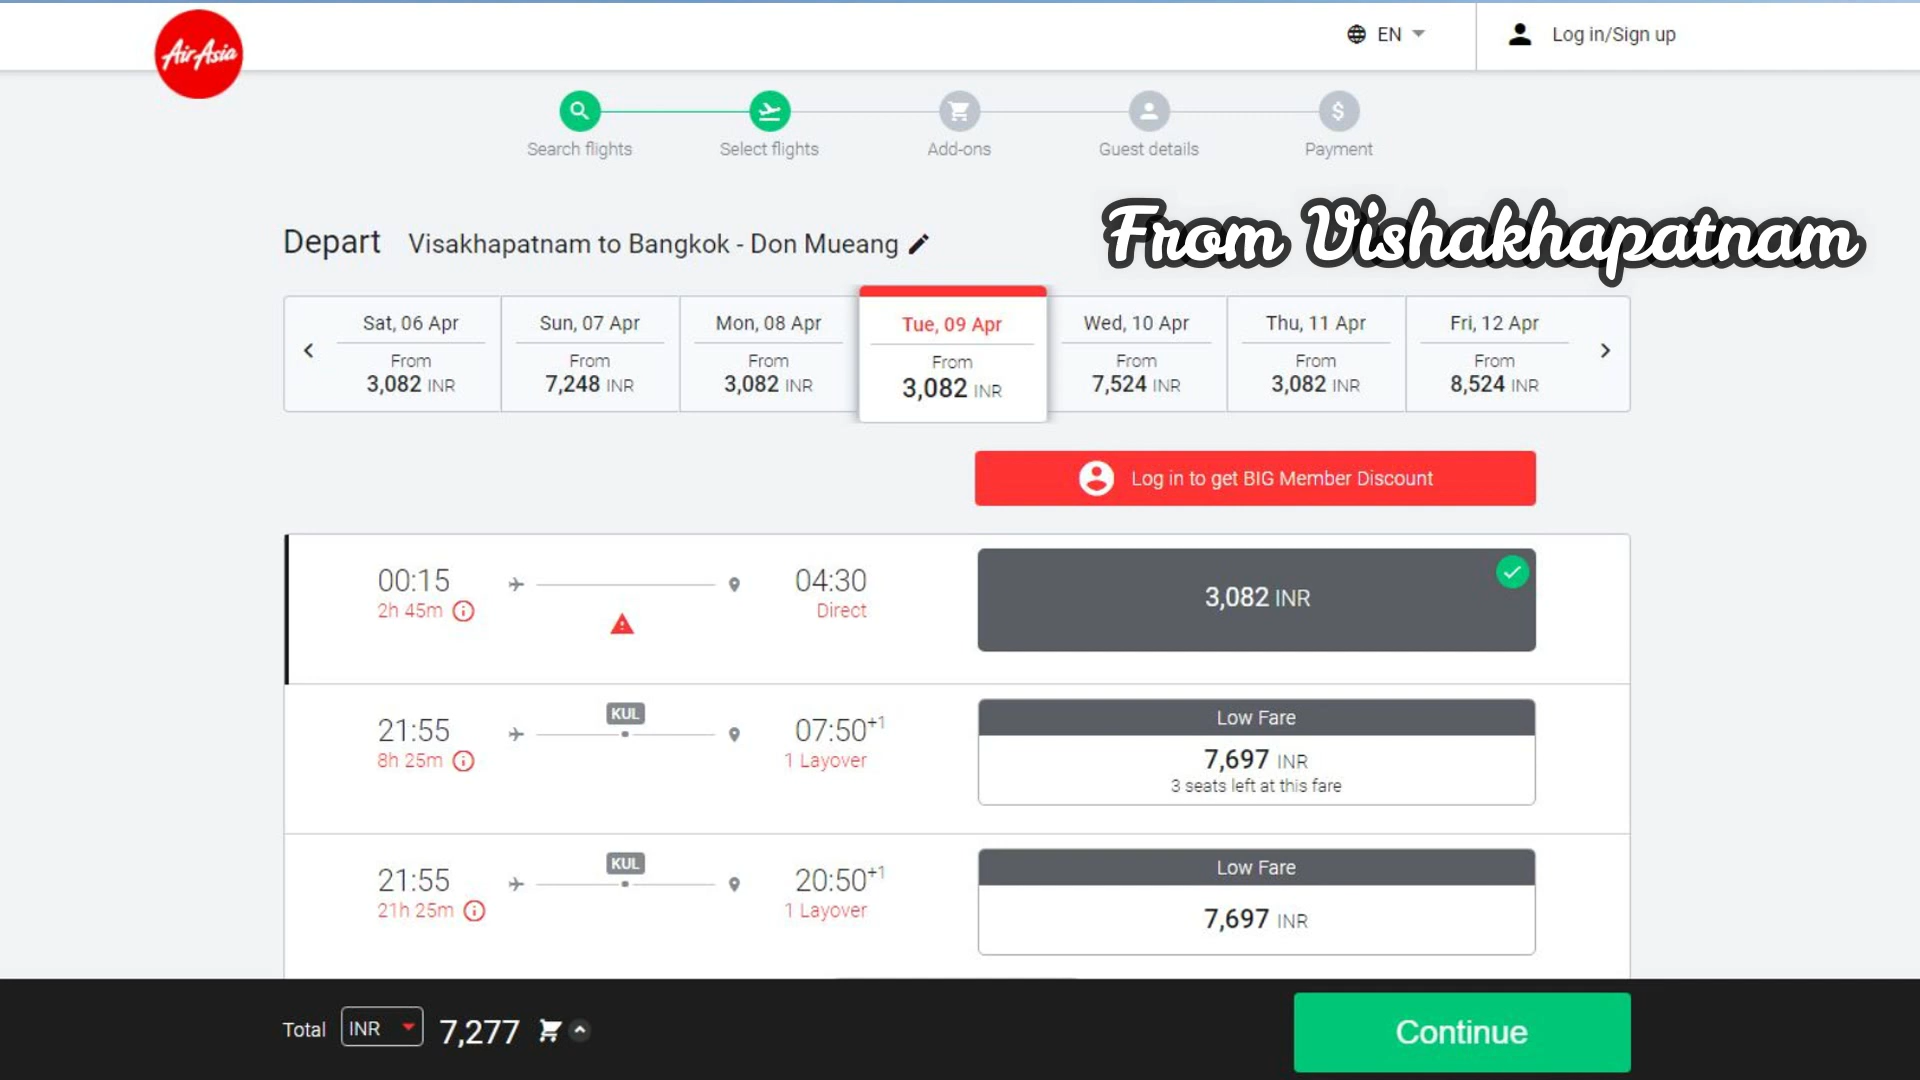 AirAsia
EN
Log in/Sign up
Search flights
Select flights
Add-ons
Guest details
$
Payment
From Vishakhapatnam
Depart Visakhapatnam to Bangkok - Don Mueang
Sat, 06 Apr
From
3,082 INR
Sun, 07 Apr
From
7,248 INR
Mon, 08 Apr
From
3,082 INR
Tue, 09 Apr
From
3,082 INR
Wed, 10 Apr
From
7,524 INR
Thu, 11 Apr
From
3,082 INR
Fri, 12 Apr
From
8,524 INR
Log in to get BIG Member Discount
00:15
2h 45m
04:30
Direct
3,082 INR
21:55
8h 25m
KUL
07:50+1
1 Layover
Low Fare
7,697 INR
3 seats left at this fare
21:55
21h 25m
KUL
20:50+1
1 Layover
Low Fare
7,697 INR
Total INR 7,277
Continue